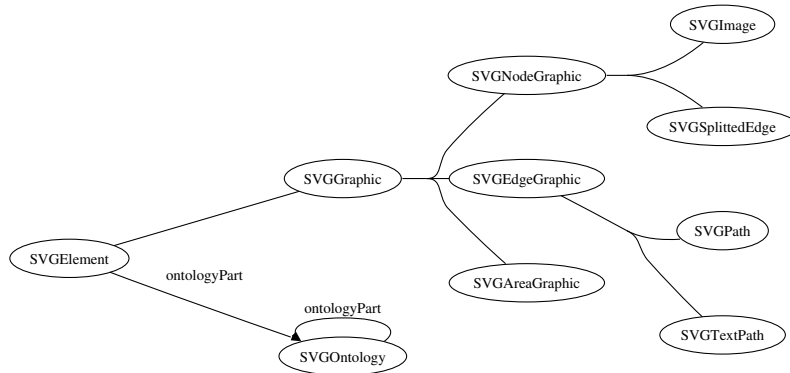 SVGImage
SVGNodeGraphic
SVGSplittedEdge
SVGGraphic
SVGEdgeGraphic
SVGPath
SVGElement
ontologyPart
SVGAreaGraphic
ontologyPart
SVGTextPath
SVGOntology